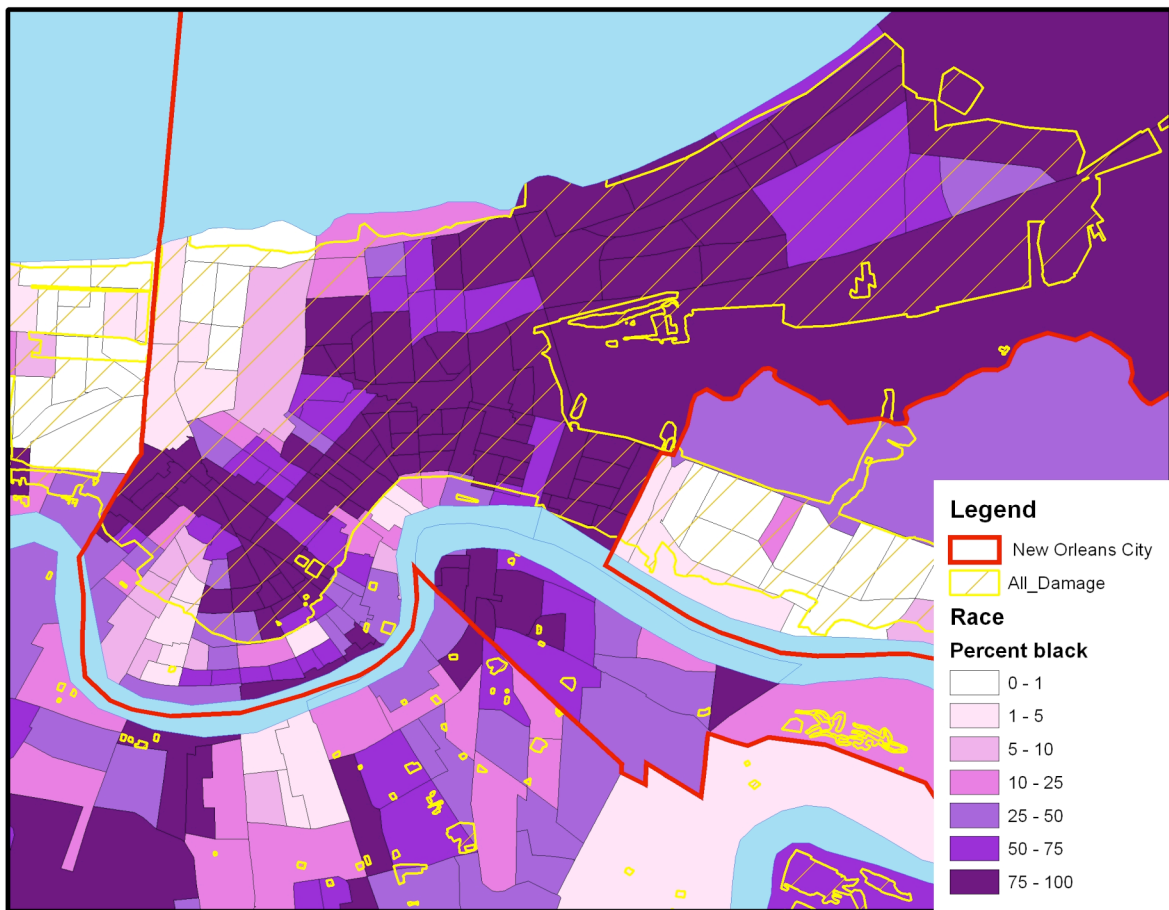 Legend
New Orleans City
All_Damage
Race
Percent black
0 - 1
1 - 5
5 - 10
10 - 25
25 - 50
50 - 75
75 - 100